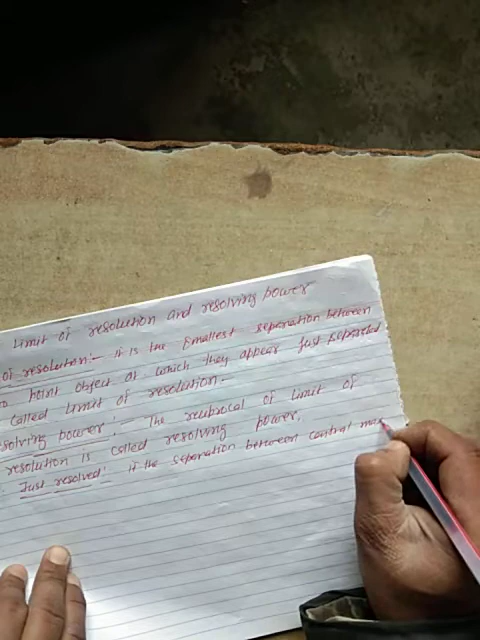 Limit of resolution and resolving power
of resolution:- it is the smallest separation between
point object at which they appear just separated
called limit of resolution.
solving power:- The reciprocal of limit of
resolution is called resolving power.
Just resolved: if the separation between central